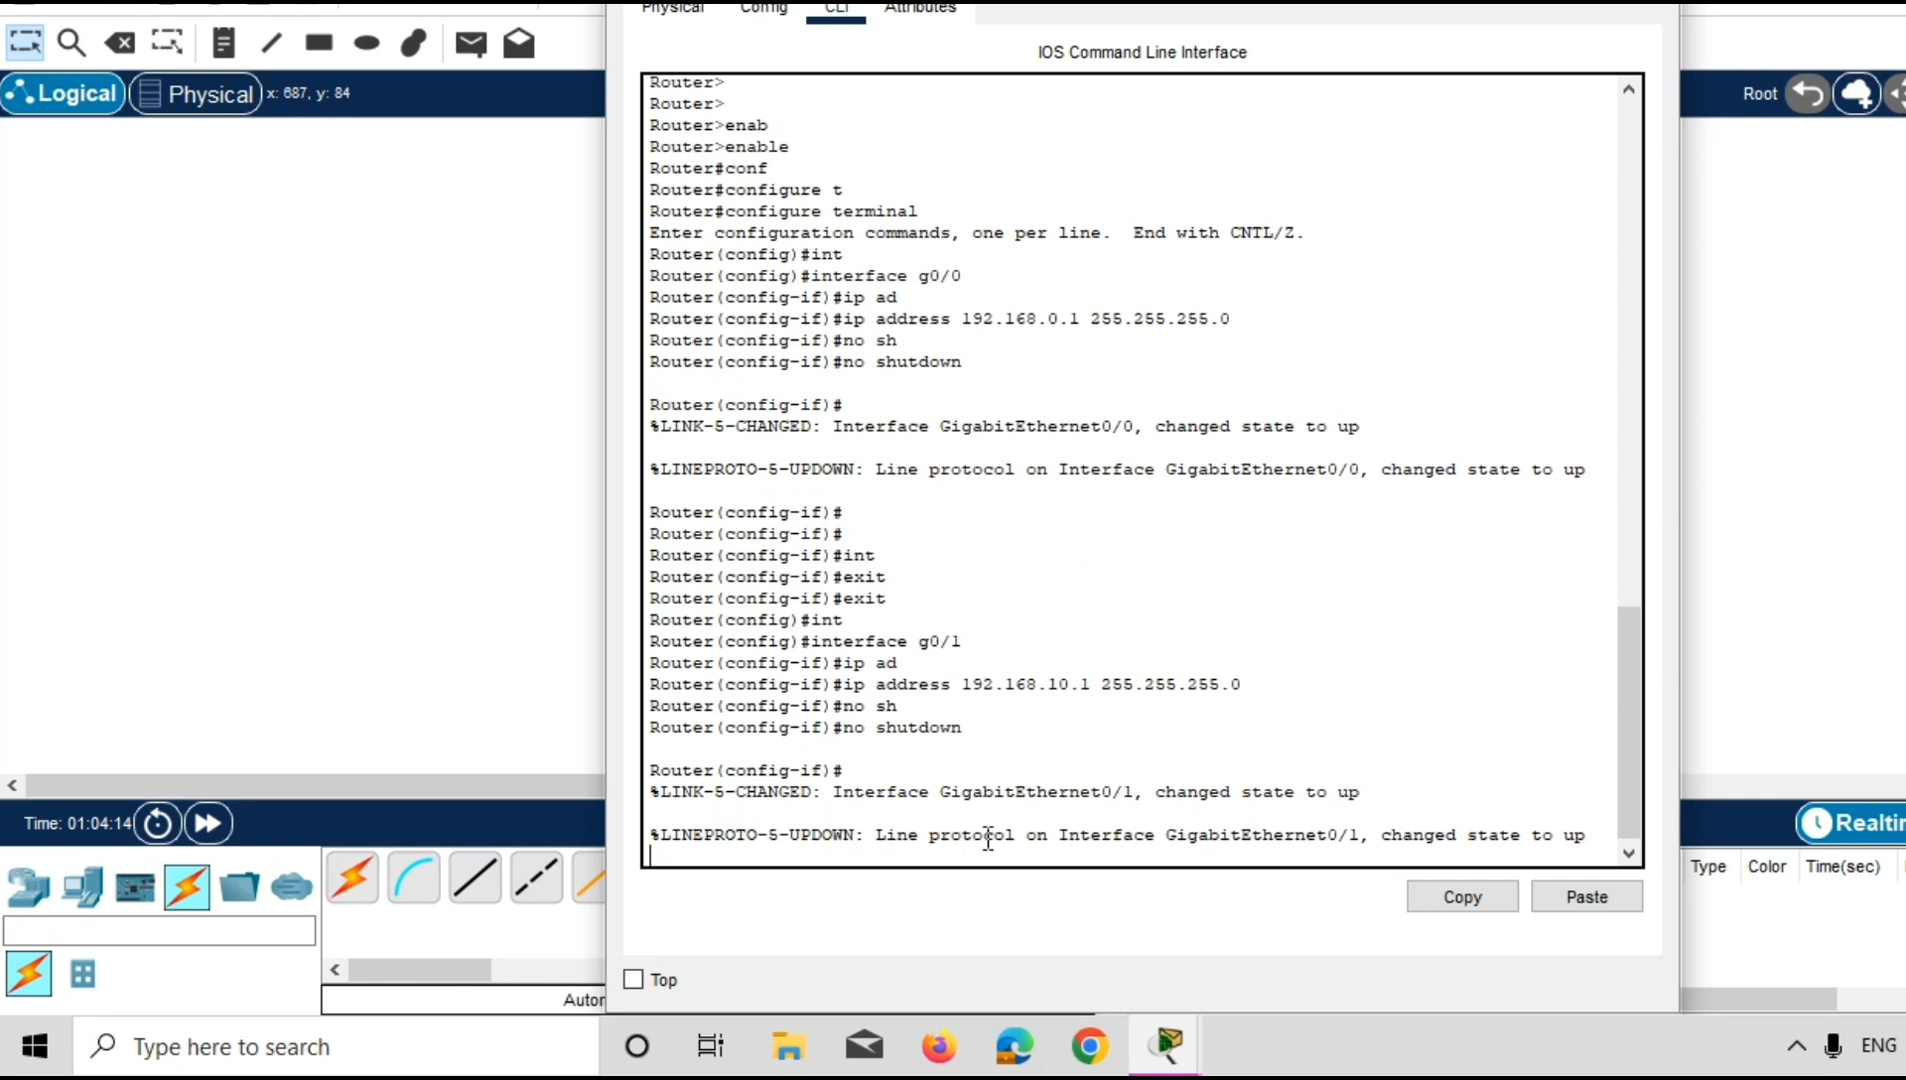 Physical Config CLI Attributes
IOS Command Line Interface
Logical
Physical
x: 687, y: 84
Root
Router>
Router>
Router>enab
Router>enable
Router#conf
Router#configure t
Router#configure terminal
Enter configuration commands, one per line.  End with CNTL/Z.
Router(config)#int
Router(config)#interface g0/0
Router(config-if)#ip ad
Router(config-if)#ip address 192.168.0.1 255.255.255.0
Router(config-if)#no sh
Router(config-if)#no shutdown
Router(config-if)#
%LINK-5-CHANGED: Interface GigabitEthernet0/0, changed state to up
%LINEPROTO-5-UPDOWN: Line protocol on Interface GigabitEthernet0/0, changed state to up
Router(config-if)#
Router(config-if)#
Router(config-if)#int
Router(config-if)#exit
Router(config-if)#exit
Router(config)#int
Router(config)#interface g0/1
Router(config-if)#ip ad
Router(config-if)#ip address 192.168.10.1 255.255.255.0
Router(config-if)#no sh
Router(config-if)#no shutdown
Router(config-if)#
%LINK-5-CHANGED: Interface GigabitEthernet0/1, changed state to up
%LINEPROTO-5-UPDOWN: Line protocol on Interface GigabitEthernet0/1, changed state to up
Time: 01:04:14
Realtim
Type Color Time(sec)
Copy
Paste
Top
Autor
Type here to search
ENG